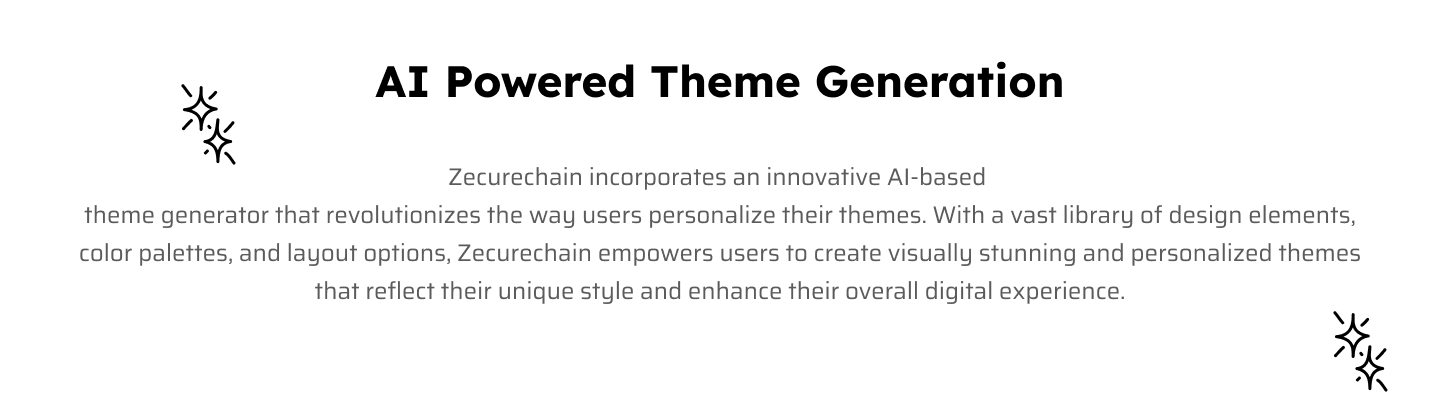 AI Powered Theme Generation
Zecurechain incorporates an innovative AI-based
theme generator that revolutionizes the way users personalize their themes. With a vast library of design elements,
color palettes, and layout options, Zecurechain empowers users to create visually stunning and personalized themes
that reflect their unique style and enhance their overall digital experience.